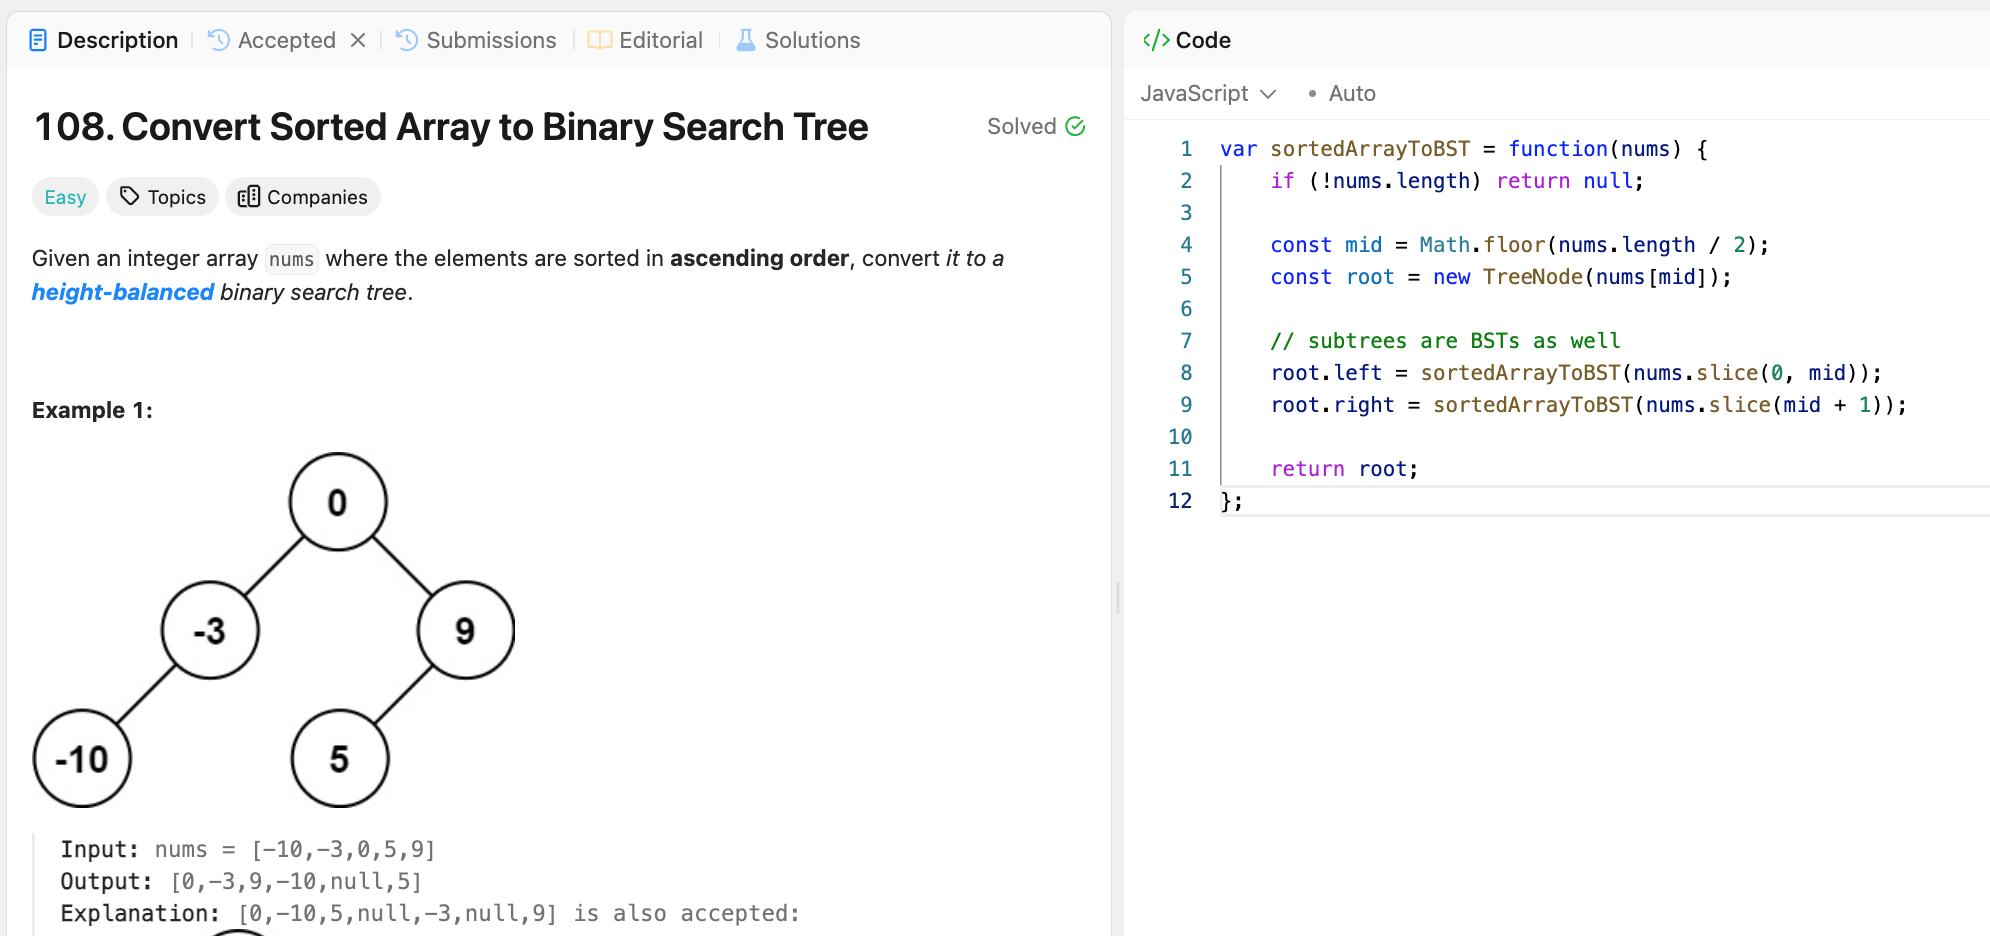 Description
Accepted
Submissions
Editorial
Solutions
108. Convert Sorted Array to Binary Search Tree
Solved
Easy
Topics
Companies
Given an integer array nums where the elements are sorted in ascending order, convert it to a
height-balanced binary search tree.
Example 1:
0
-3
9
-10
5
Input: nums = [-10,-3,0,5,9]
Output: [0,-3,9,-10,null,5]
Explanation: [0,-10,5,null,-3,null,9] is also accepted:
</> Code
JavaScript
• Auto
1 var sortedArrayToBST = function(nums) {
2     if (!nums.length) return null;
3
4     const mid = Math.floor(nums.length / 2);
5     const root = new TreeNode(nums[mid]);
6
7     // subtrees are BSTs as well
8     root.left = sortedArrayToBST(nums.slice(0, mid));
9     root.right = sortedArrayToBST(nums.slice(mid + 1));
10
11     return root;
12 };